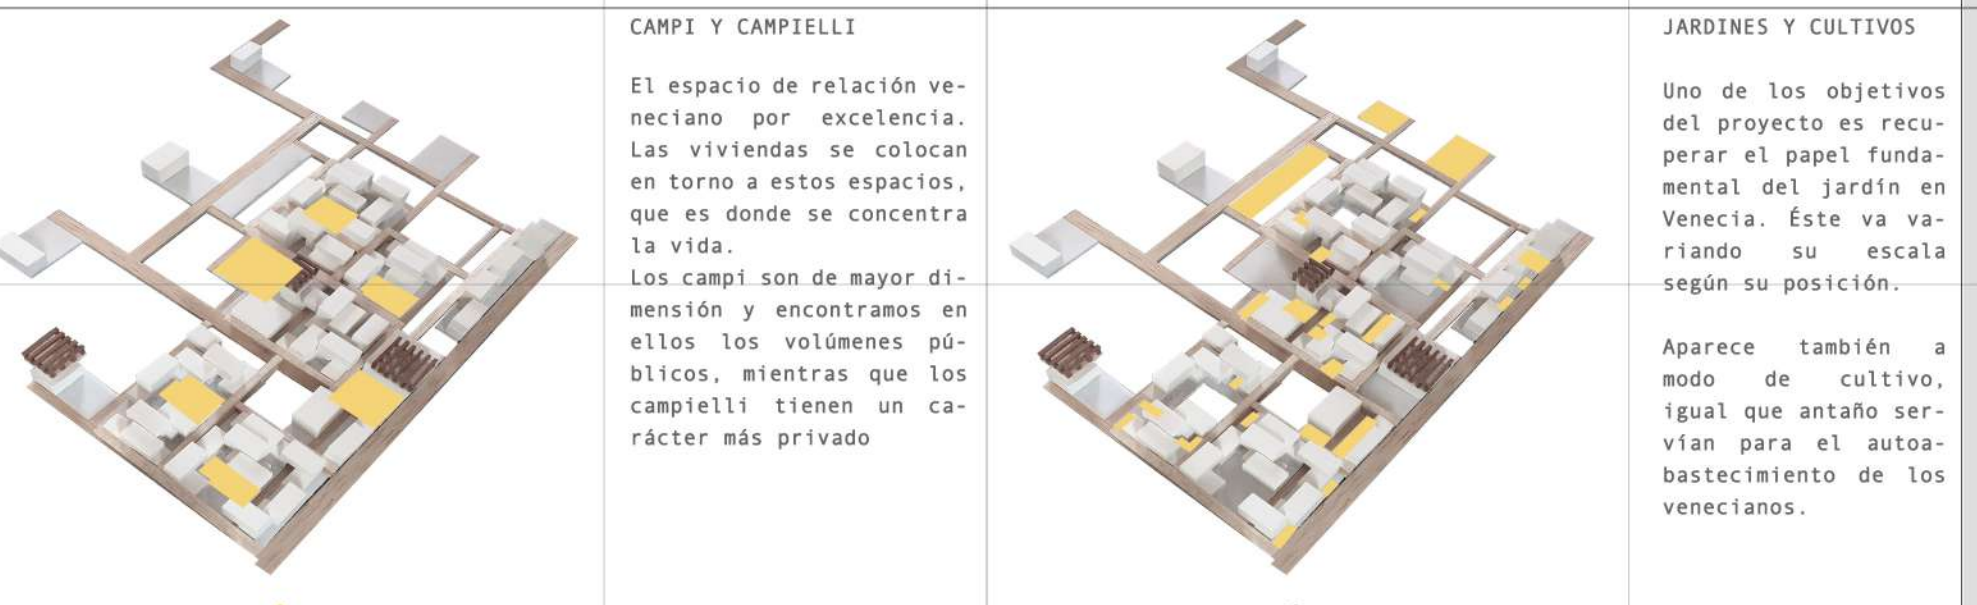 CAMPI Y CAMPIELLI
El espacio de relación ve-
neciano por excelencia.
Las viviendas se colocan
en torno a estos espacios,
que es donde se concentra
la vida.
Los campi son de mayor di-
mensión y encontramos en
ellos los volúmenes pú-
blicos, mientras que los
campielli tienen un ca-
rácter más privado
JARDINES Y CULTIVOS
Uno de los objetivos
del proyecto es recu-
perar el papel funda-
mental del jardín en
Venecia. Éste va va-
riando su escala
según su posición.
Aparece también a
modo de cultivo,
igual que antaño ser-
vían para el autoa-
bastecimiento de los
venecianos.